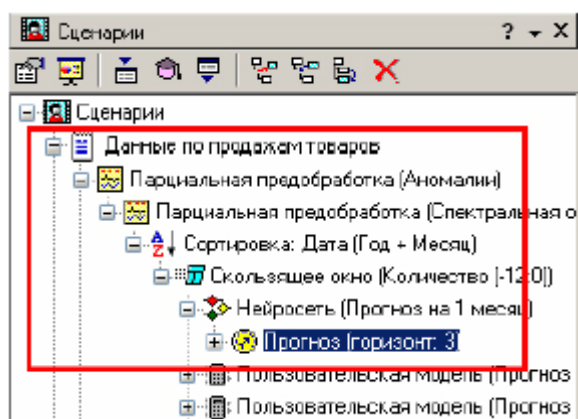 Сценарии ?
Сценарии
Данные по продажам товаров
Парциальная предобработка (Аномалии)
Парциальная предобработка (Спектральная о
Сортировка: Дата (Год + Месяц)
Скользящее окно (Количество [-12:0])
Нейросеть (Прогноз на 1 месяц)
Прогноз (горизонт: 3)
Пользовательская модель (Прогноз
Пользовательская модель (Прогноз